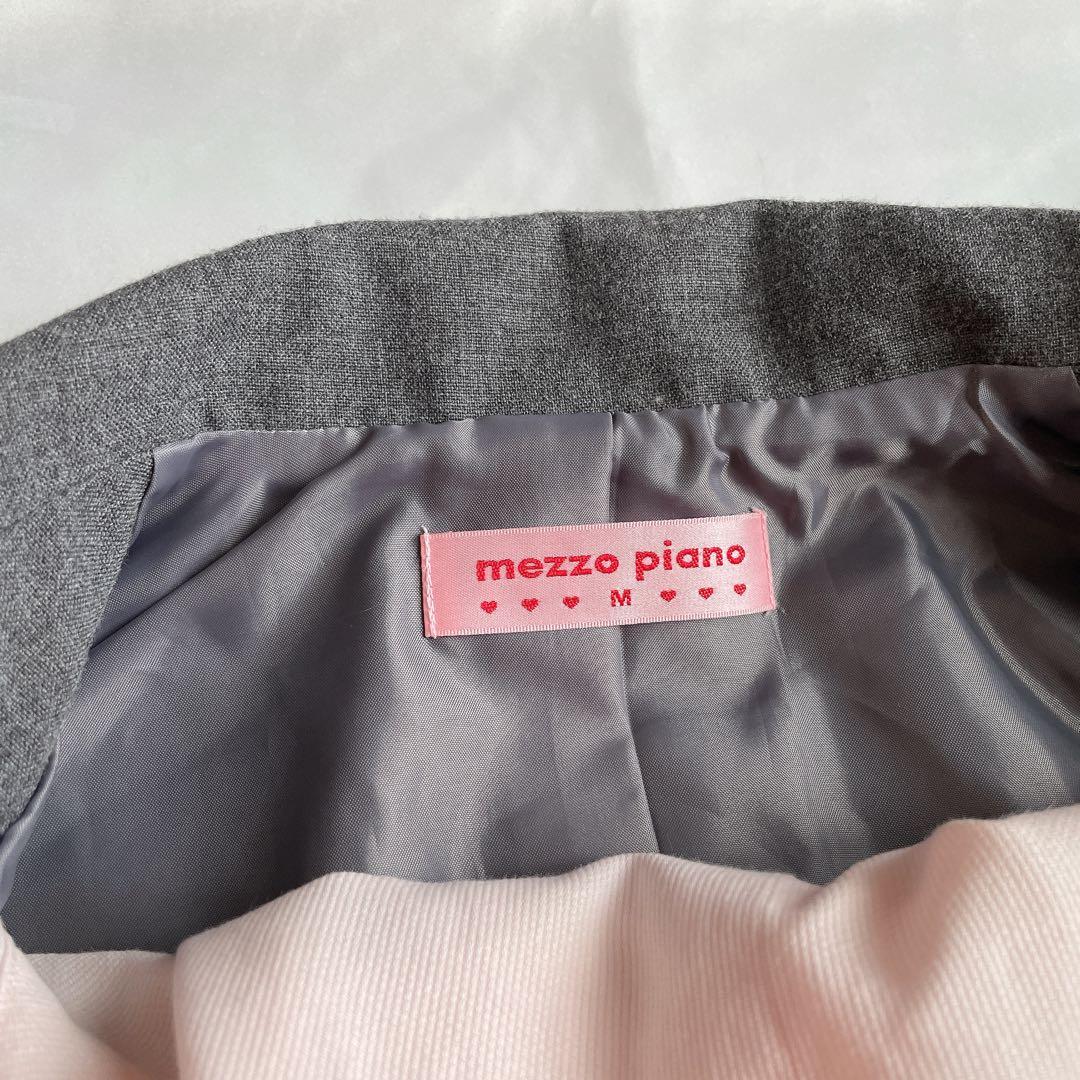 mezzo piano
♥ ♥ ♥ M ♥ ♥ ♥